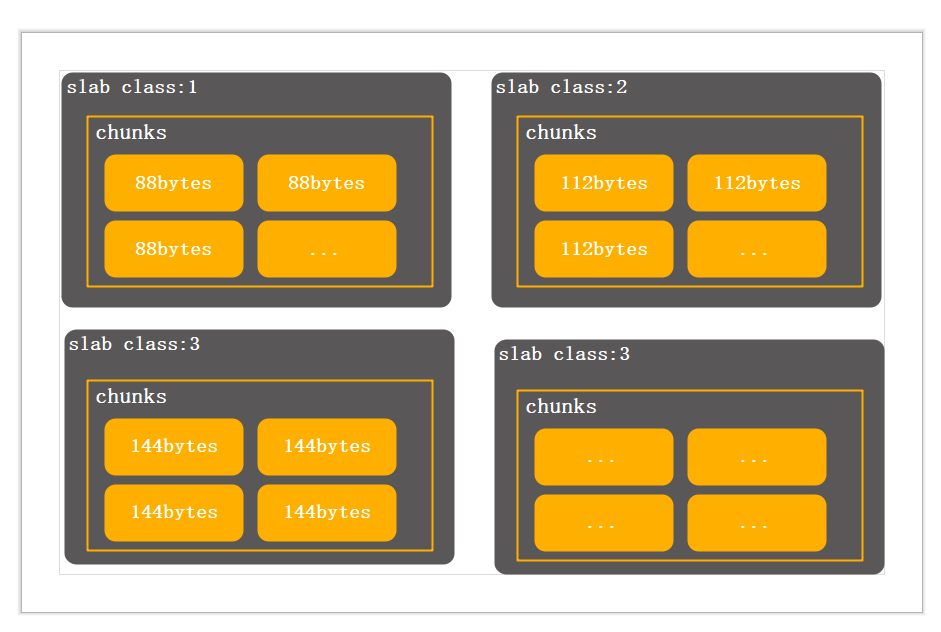 slab class:1
chunks
88bytes 88bytes
88bytes ...
slab class:2
chunks
112bytes 112bytes
112bytes ...
slab class:3
chunks
144bytes 144bytes
144bytes 144bytes
slab class:3
chunks
... ...
... ...